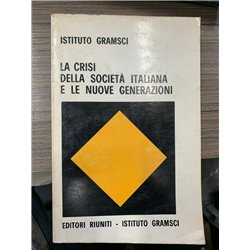 ISTITUTO GRAMSCI
LA CRISI
DELLA SOCIETÀ ITALIANA
E LE NUOVE GENERAZIONI
EDITORI RIUNITI - ISTITUTO GRAMSCI